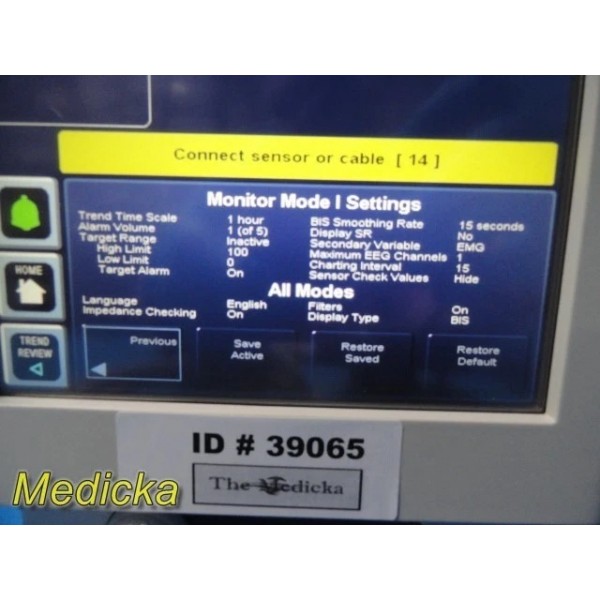 Connect sensor or cable [ 14 ]
Monitor Mode I Settings
Trend Time Scale 1 hour
Alarm Volume 1 (of 5)
Target Range Inactive
High Limit 100
Low Limit 0
Target Alarm On
BIS Smoothing Rate 15 seconds
Display SR No
Secondary Variable EMG
Maximum EEG Channels 1
Charting Interval 15
Sensor Check Values Hide
All Modes
Language English
Impedance Checking On
Filters On
Display Type BIS
HOME
TREND
REVIEW
Previous
Save
Active
Restore
Saved
Restore
Default
ID # 39065
The Medicka
Medicka